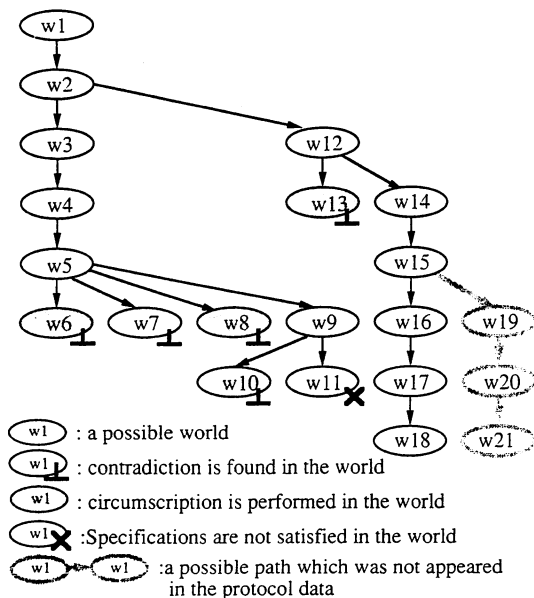 w1
w2
w3
w12
w4
w13
w14
w5
w15
w6
w7
w8
w9
w16
w19
w10
w11
w17
w20
w18
w21
w1 : a possible world
w1 : contradiction is found in the world
w1 : circumscription is performed in the world
w1 :Specifications are not satisfied in the world
w1 w1 :a possible path which was not appeared
in the protocol data